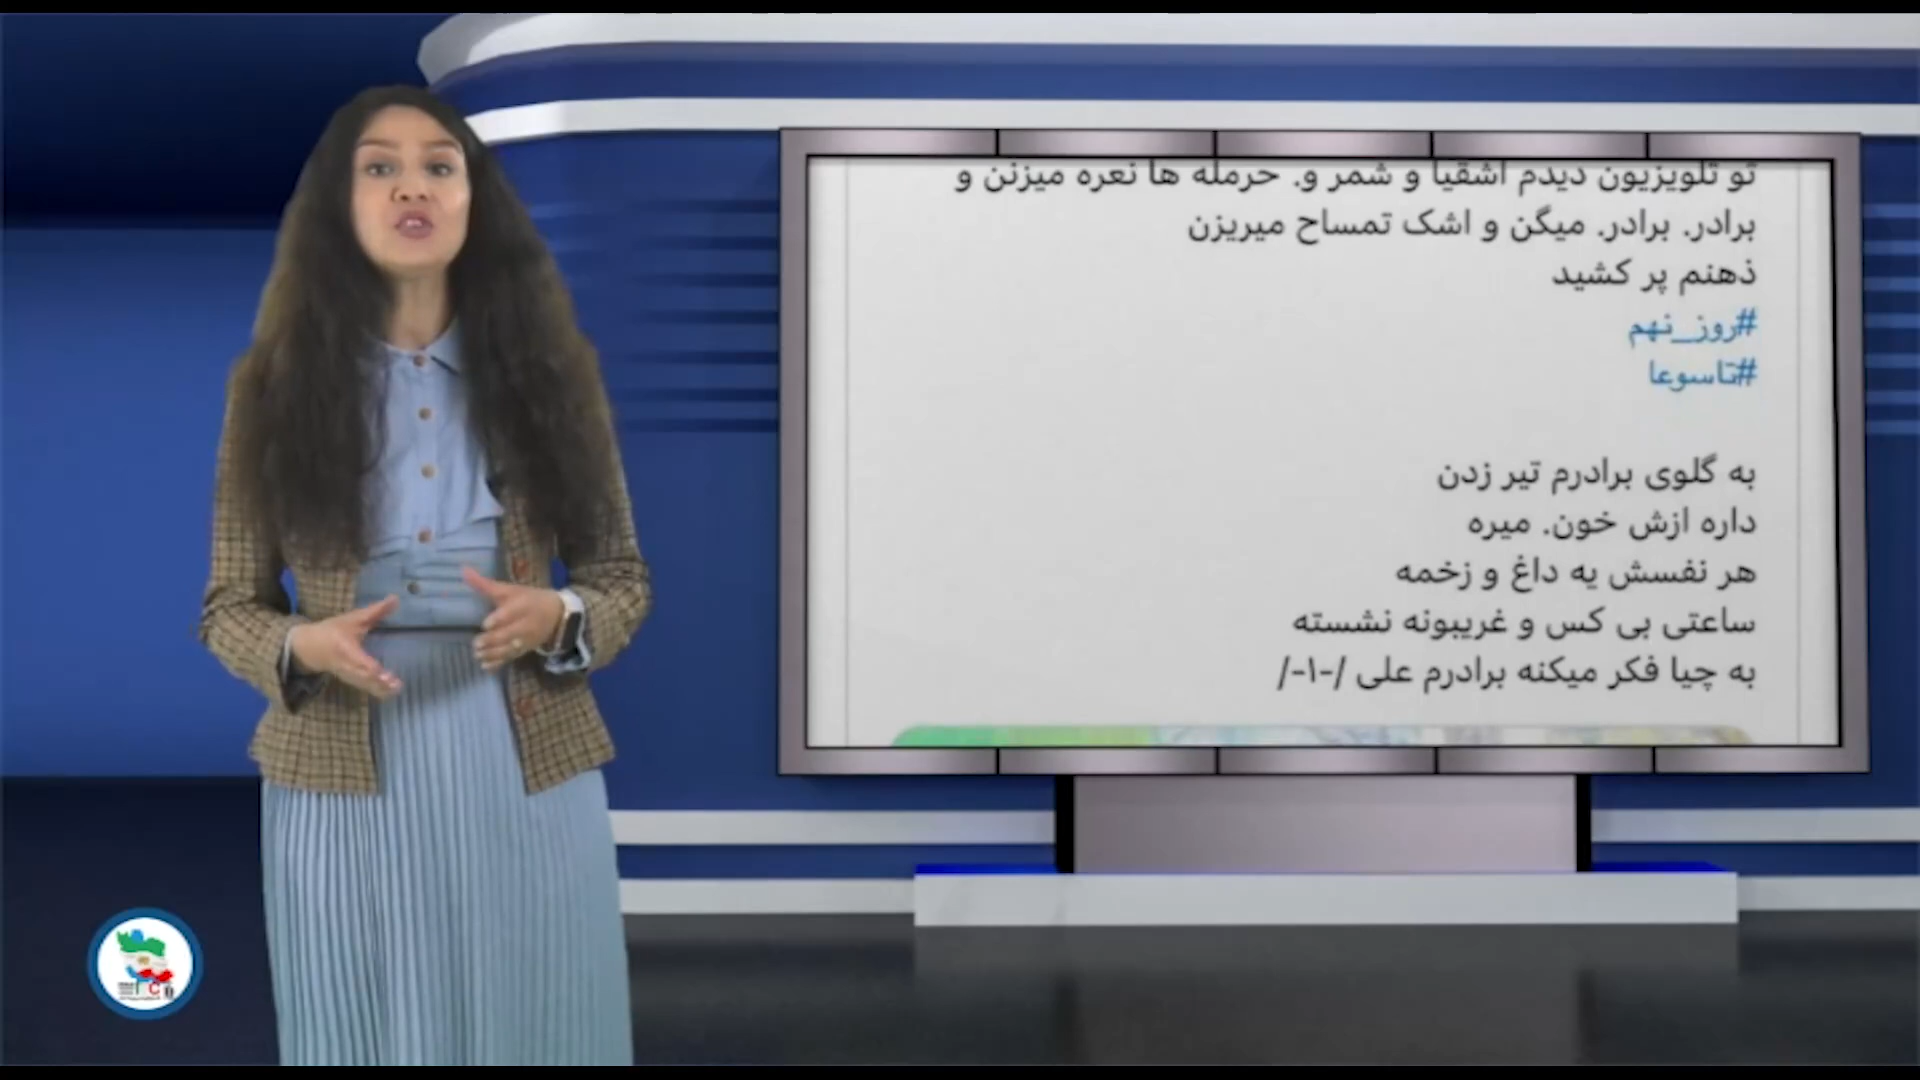 تو تلویزیون دیدم اشقیا و شمر و. حرمله ها نعره میزنن و
برادر. برادر. میگن و اشک تمساح میریزن
ذهنم پر کشید
#روز_نهم
#تاسوعا
به گلوی برادرم تیر زدن
داره ازش خون. میره
هر نفسش یه داغ و زخمه
ساعتی بی کس و غریبونه نشسته
به چیا فکر میکنه برادرم علی /-۱-/